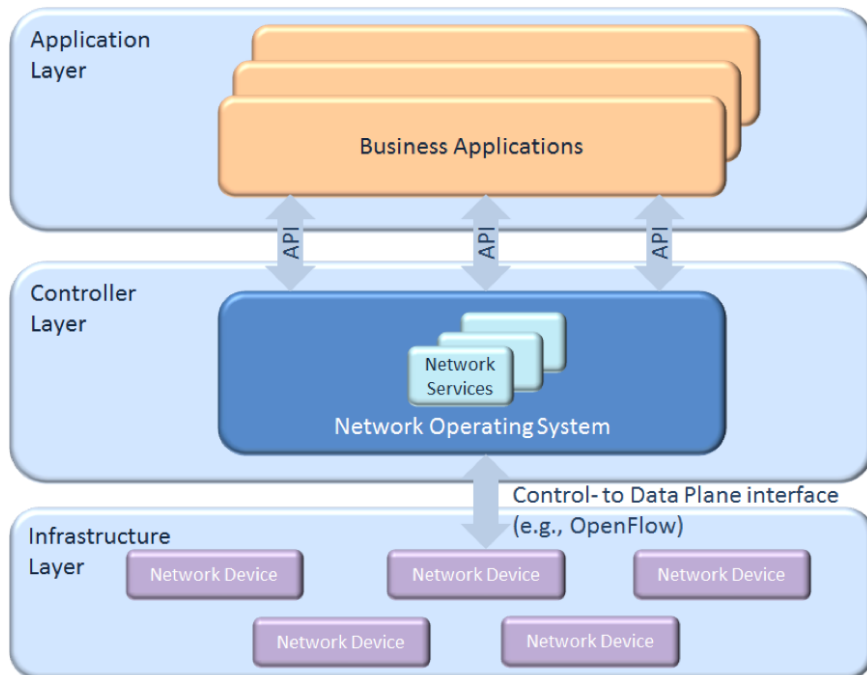 Application
Layer
Business Applications
API
API
API
Controller
Layer
Network
Services
Network Operating System
Control- to Data Plane interface
(e.g., OpenFlow)
Infrastructure
Layer
Network Device
Network Device
Network Device
Network Device
Network Device